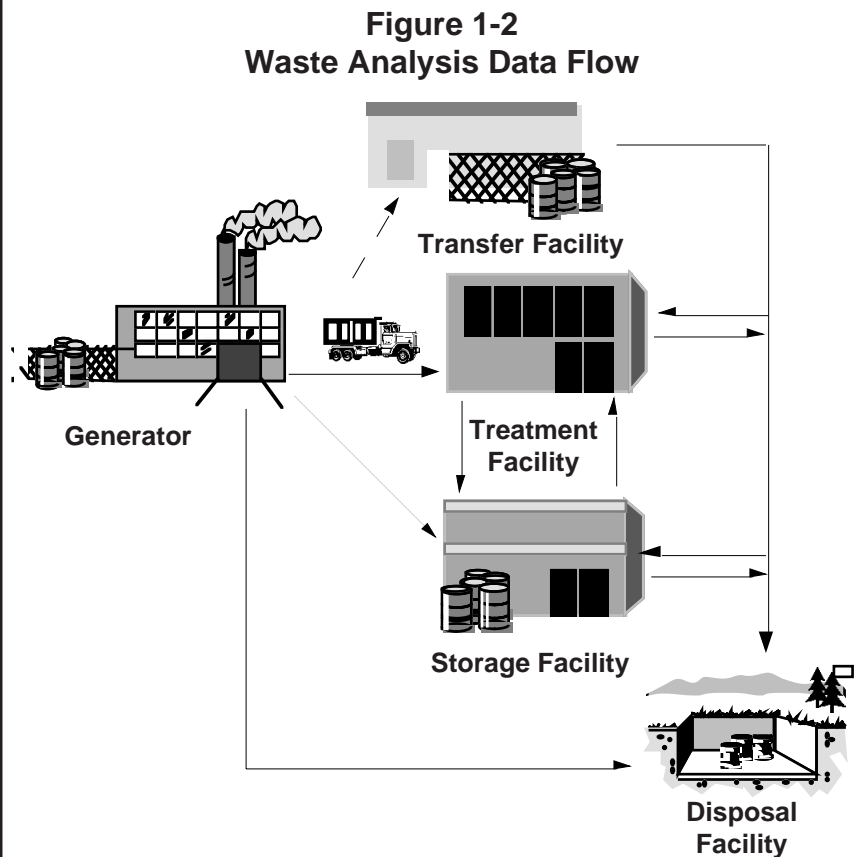 Figure 1-2
Waste Analysis Data Flow
Transfer Facility
Generator
Treatment
Facility
Storage Facility
Disposal
Facility